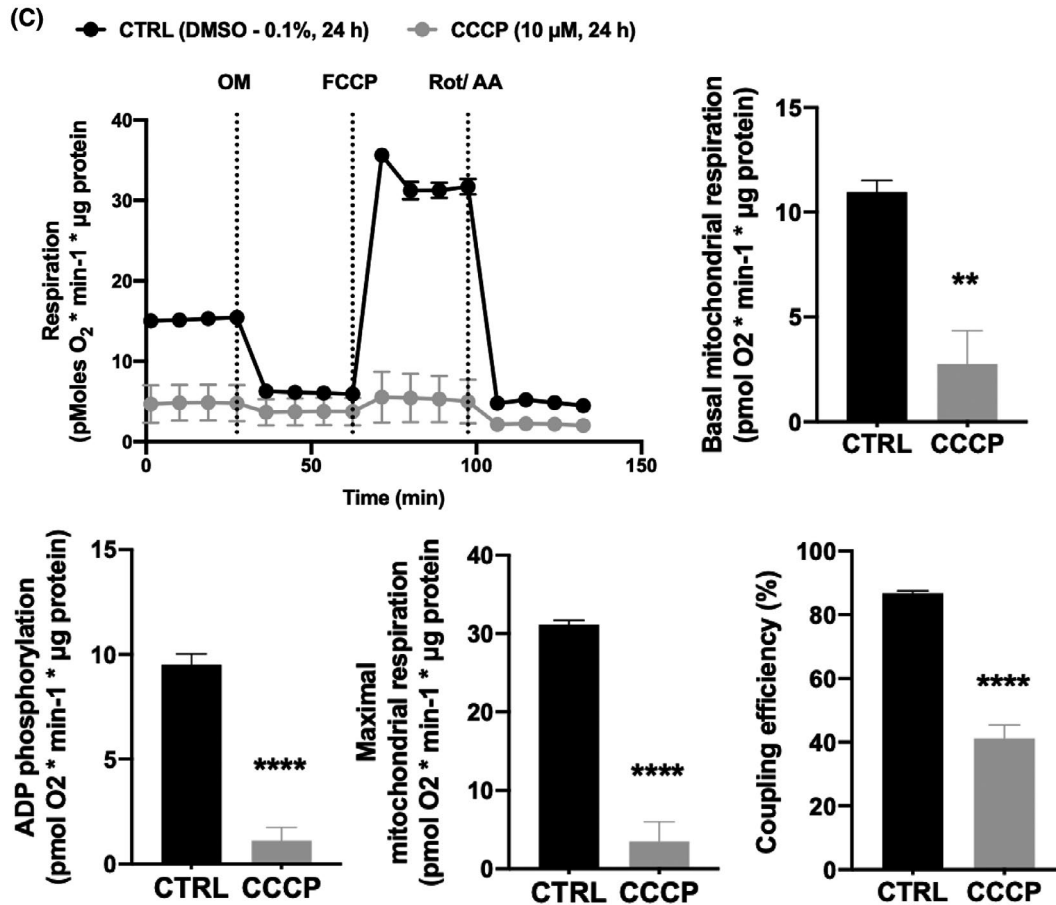 (C)
CTRL (DMSO - 0.1%, 24 h) CCCP (10 µM, 24 h)
OM FCCP Rot/ AA
Respiration
(pMoles O2 * min-1 * µg protein
40
30
20
10
0
0 50 100 150
Time (min)
Basal mitochondrial respiration
(pmol O2 * min-1 * µg protein)
15
10
5
0
**
CTRL CCCP
ADP phosphorylation
(pmol O2 * min-1 * µg protein)
15
10
5
0
****
CTRL CCCP
Maximal
mitochondrial respiration
(pmol O2 * min-1 * µg protein
40
30
20
10
0
****
CTRL CCCP
Coupling efficiency (%)
100
80
60
40
20
0
****
CTRL CCCP